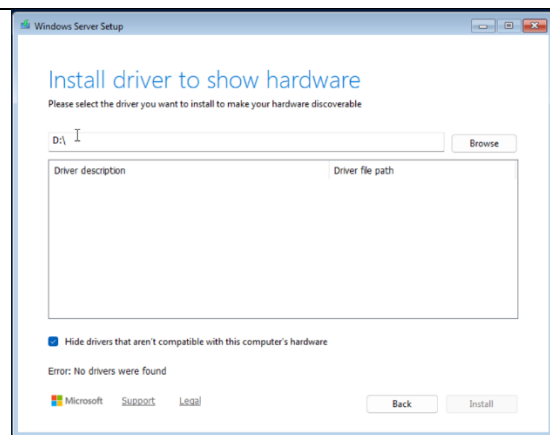 Windows Server Setup
Install driver to show hardware
Please select the driver you want to install to make your hardware discoverable
D:\
Browse
Driver description Driver file path
Hide drivers that aren't compatible with this computer's hardware
Error: No drivers were found
Microsoft Support Legal Back Install